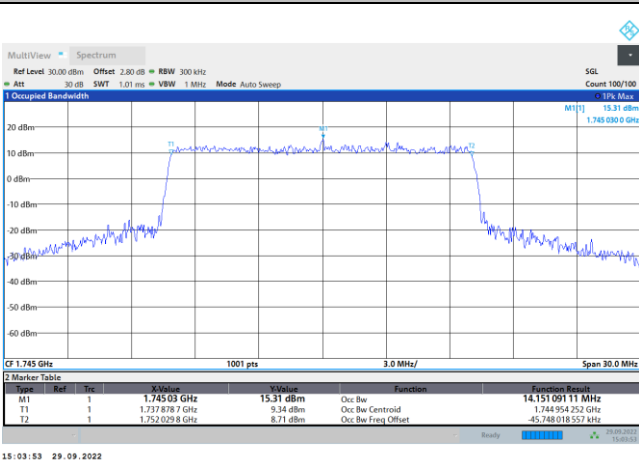 MultiView Spectrum
Ref Level 30.00 dBm Offset 2.80 dB RBW 300 kHz SGL
Att 30 dB SWT 1.01 ms VBW 1 MHz Mode Auto Sweep Count 100/100
1 Occupied Bandwidth 1Pk Max
M1[1] 15.31 dBm
1.745 030 0 GHz
20 dBm
M1
T1 T2
10 dBm
0 dBm
-10 dBm
-20 dBm
-30 dBm
-40 dBm
-50 dBm
-60 dBm
CF 1.745 GHz 1001 pts 3.0 MHz/ Span 30.0 MHz
2 Marker Table
Type Ref Trc X-Value Y-Value Function Function Result
M1 1 1.745 03 GHz 15.31 dBm Occ Bw 14.151 091 11 MHz
T1 1 1.737 878 7 GHz 9.34 dBm Occ Bw Centroid 1.744 954 252 GHz
T2 1 1.752 029 8 GHz 8.71 dBm Occ Bw Freq Offset -45.748 018 557 kHz
Ready 29.09.2022
15:03:53
15:03:53 29.09.2022